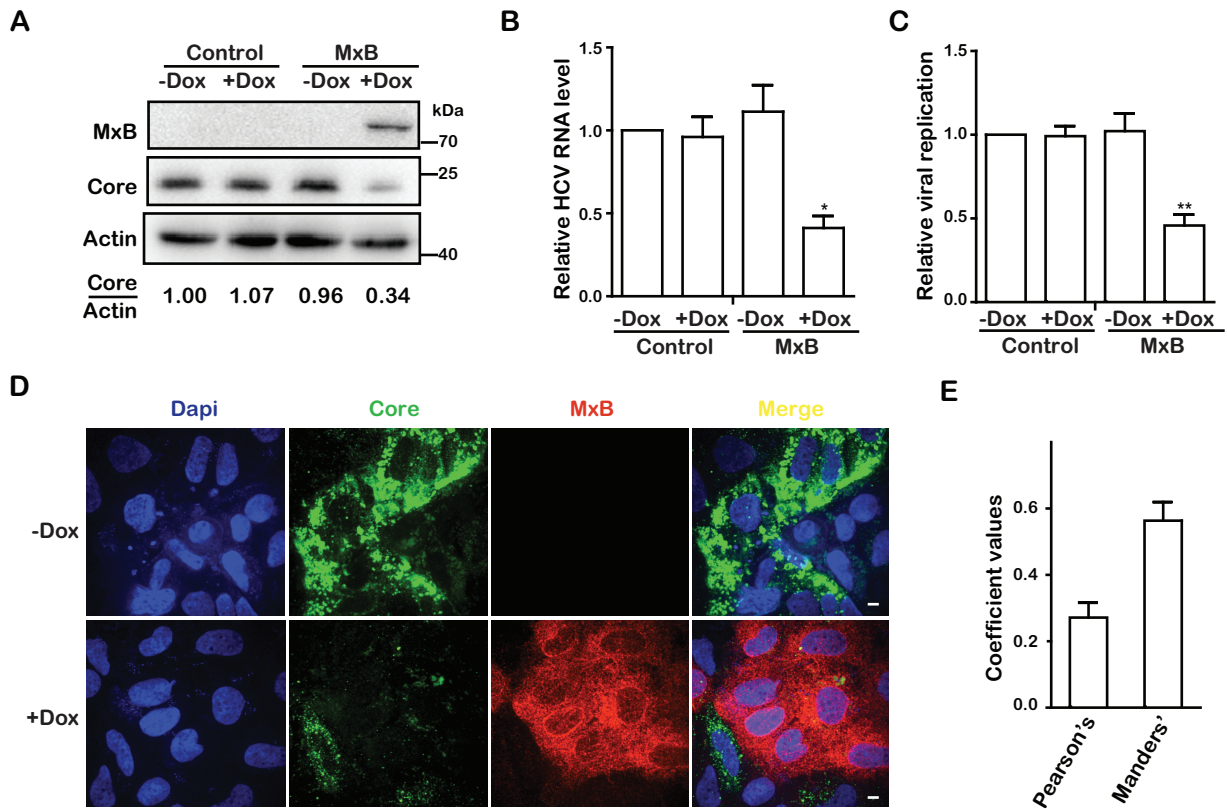 A
Control MxB
-Dox +Dox -Dox +Dox
kDa
MxB
70
Core
25
Actin
40
Core
Actin
1.00 1.07 0.96 0.34
B
Relative HCV RNA level
1.5
1.0
0.5
0.0
*
-Dox +Dox -Dox +Dox
Control MxB
C
Relative viral replication
1.5
1.0
0.5
0.0
**
-Dox +Dox -Dox +Dox
Control MxB
D
Dapi Core MxB Merge
-Dox
+Dox
E
Coefficient values
0.6
0.4
0.2
0.0
Pearson's
Manders'